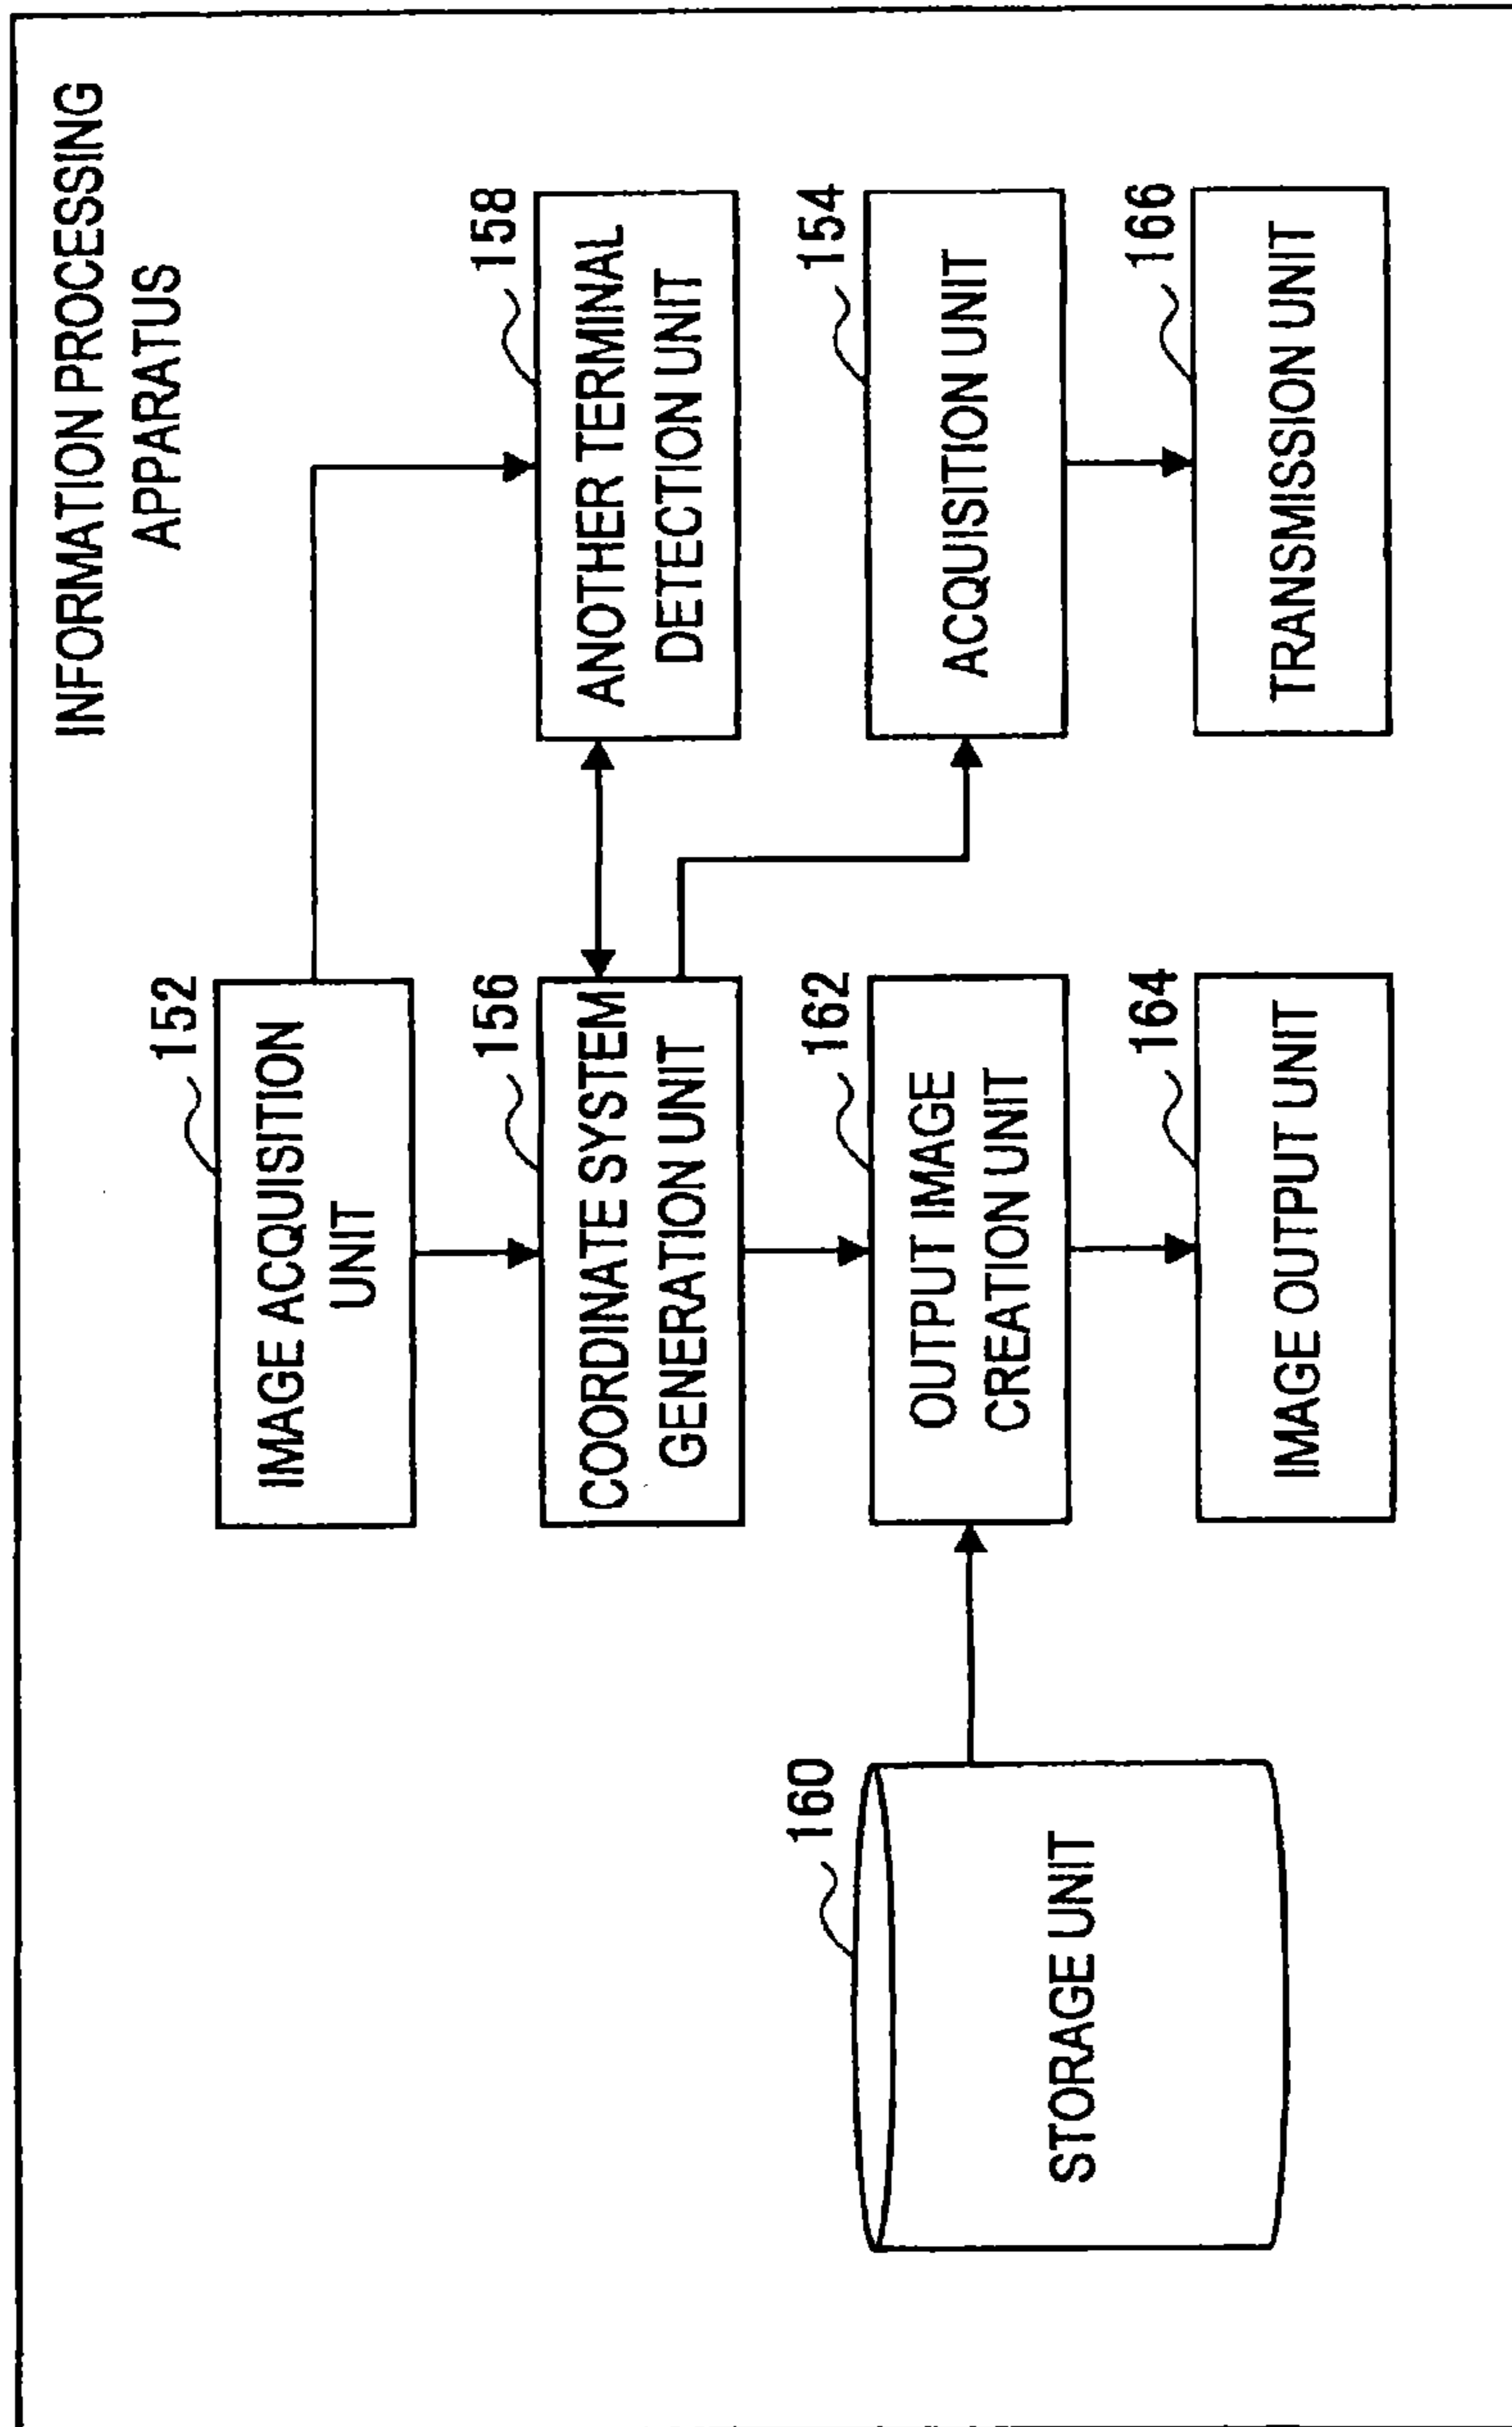 INFORMATION PROCESSING
APPARATUS
152
IMAGE ACQUISITION
UNIT
156
COORDINATE SYSTEM
GENERATION UNIT
158
ANOTHER TERMINAL
DETECTION UNIT
160
STORAGE UNIT
162
OUTPUT IMAGE
CREATION UNIT
154
ACQUISITION UNIT
164
IMAGE OUTPUT UNIT
166
TRANSMISSION UNIT